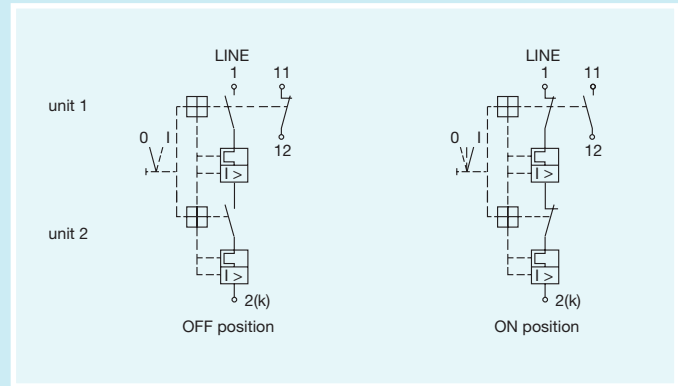 LINE
1 11
unit 1
12
0 I
I >
unit 2
I >
2(k)
OFF position
LINE
1 11
12
0 I
I >
I >
2(k)
ON position